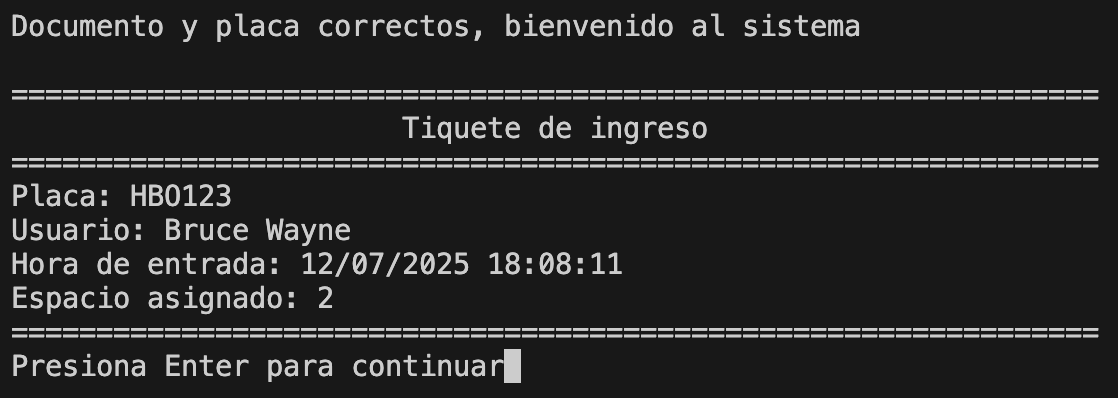 Documento y placa correctos, bienvenido al sistema
================================================================
Tiquete de ingreso
================================================================
Placa: HBO123
Usuario: Bruce Wayne
Hora de entrada: 12/07/2025 18:08:11
Espacio asignado: 2
================================================================
Presiona Enter para continuar